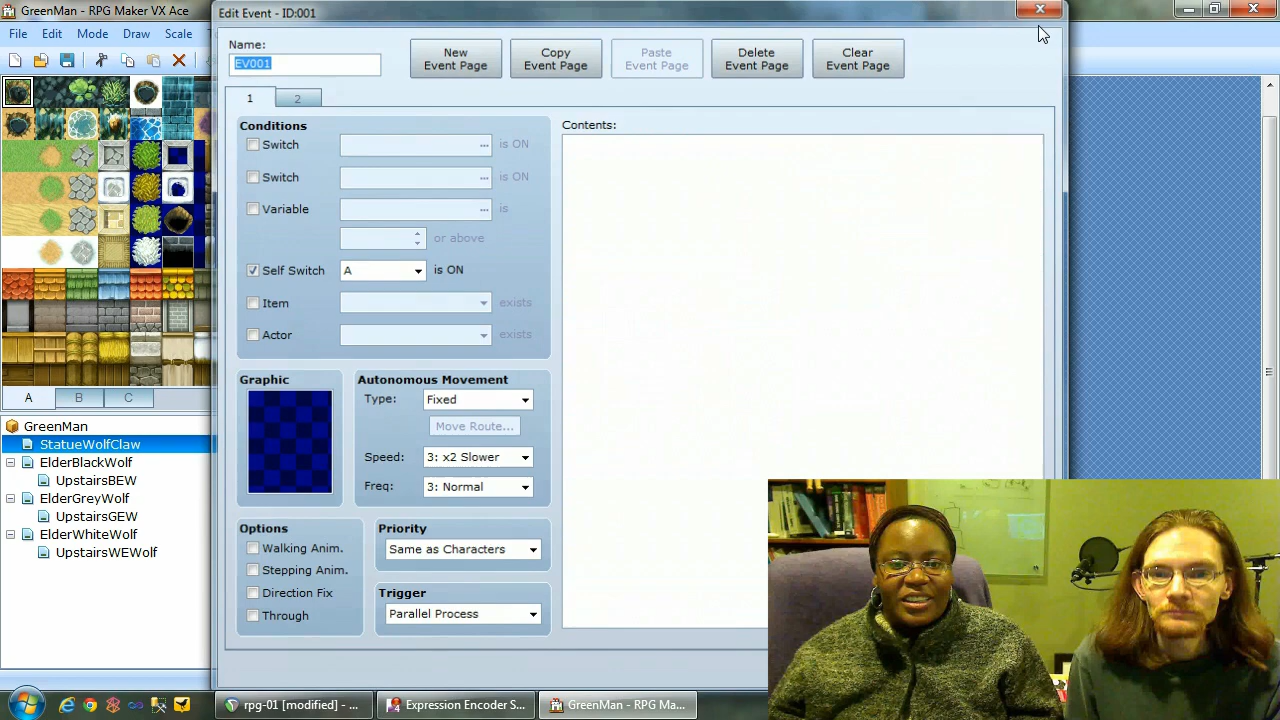 GreenMan - RPG Maker VX Ace
File Edit Mode Draw Scale
A B C
GreenMan
StatueWolfClaw
ElderBlackWolf
UpstairsBEW
ElderGreyWolf
UpstairsGEW
ElderWhiteWolf
UpstairsWEWolf
Edit Event - ID:001
Name:
EV001
New
Event Page
Copy
Event Page
Paste
Event Page
Delete
Event Page
Clear
Event Page
1 2
Conditions
Switch ... is ON
Switch ... is ON
Variable ... is
or above
Self Switch A is ON
Item exists
Actor exists
Graphic
Autonomous Movement
Type: Fixed
Move Route...
Speed: 3: x2 Slower
Freq: 3: Normal
Options
Walking Anim.
Stepping Anim.
Direction Fix
Through
Priority
Same as Characters
Trigger
Parallel Process
Contents:
rpg-01 [modified] - ...
Expression Encoder S...
GreenMan - RPG Ma...